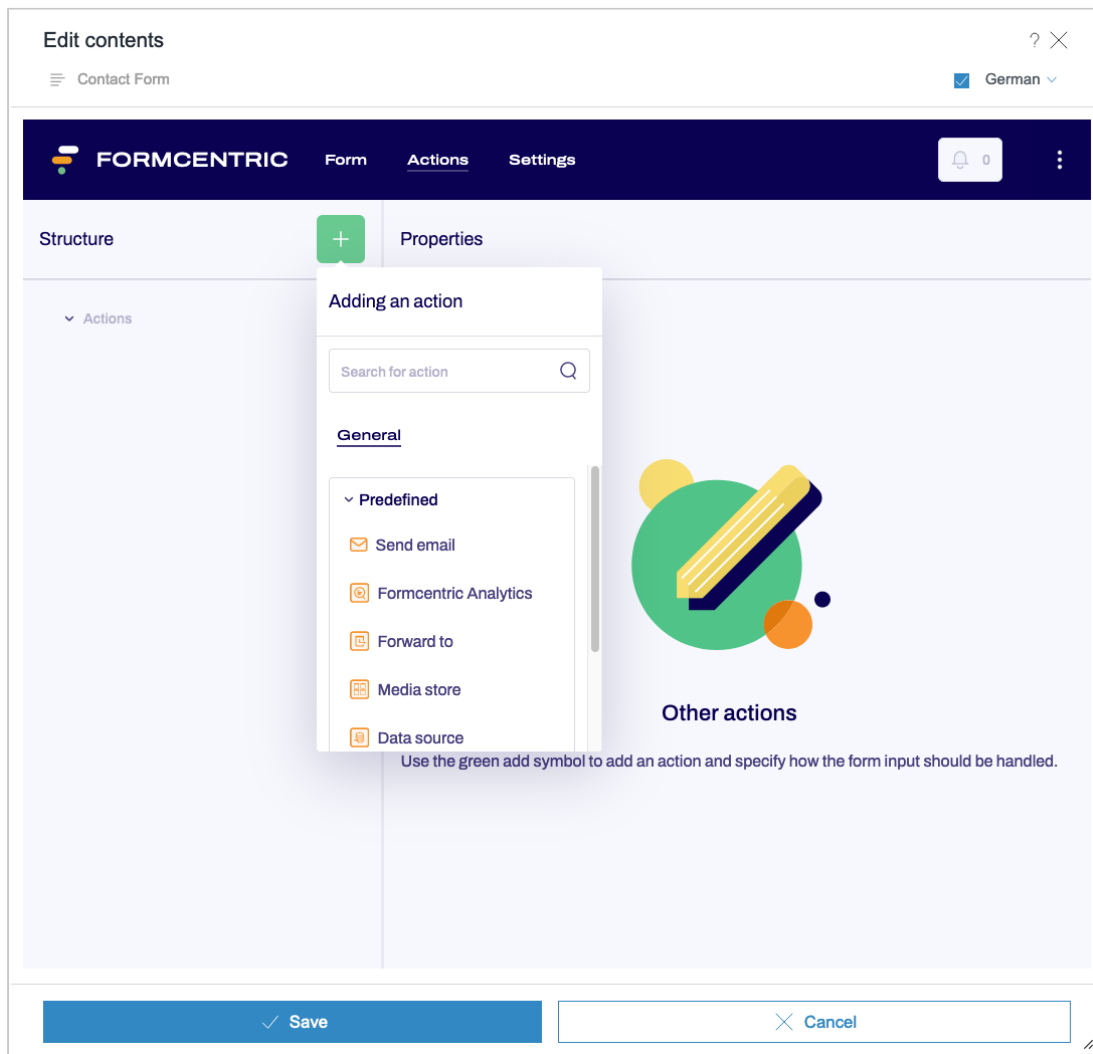 Edit contents
?
Contact Form
German
FORMCENTRIC Form Actions Settings
0
Structure
Properties
Actions
Adding an action
Search for action
General
Predefined
Send email
Formcentric Analytics
Forward to
Media store
Data source
Other actions
Use the green add symbol to add an action and specify how the form input should be handled.
Save
Cancel